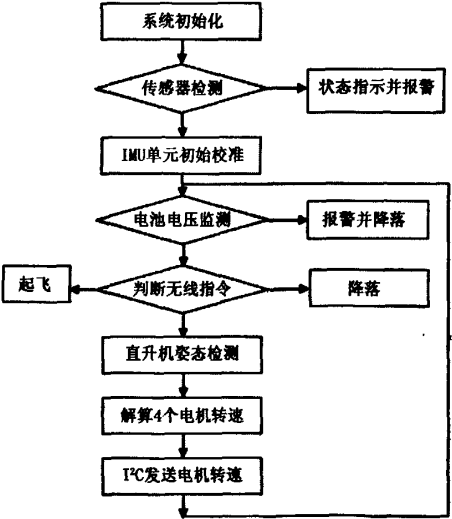 系统初始化
传感器检测
状态指示并报警
IMU单元初始校准
电池电压监测
报警并降落
起飞
判断无线指令
降落
直升机姿态检测
解算4个电机转速
I²C发送电机转速